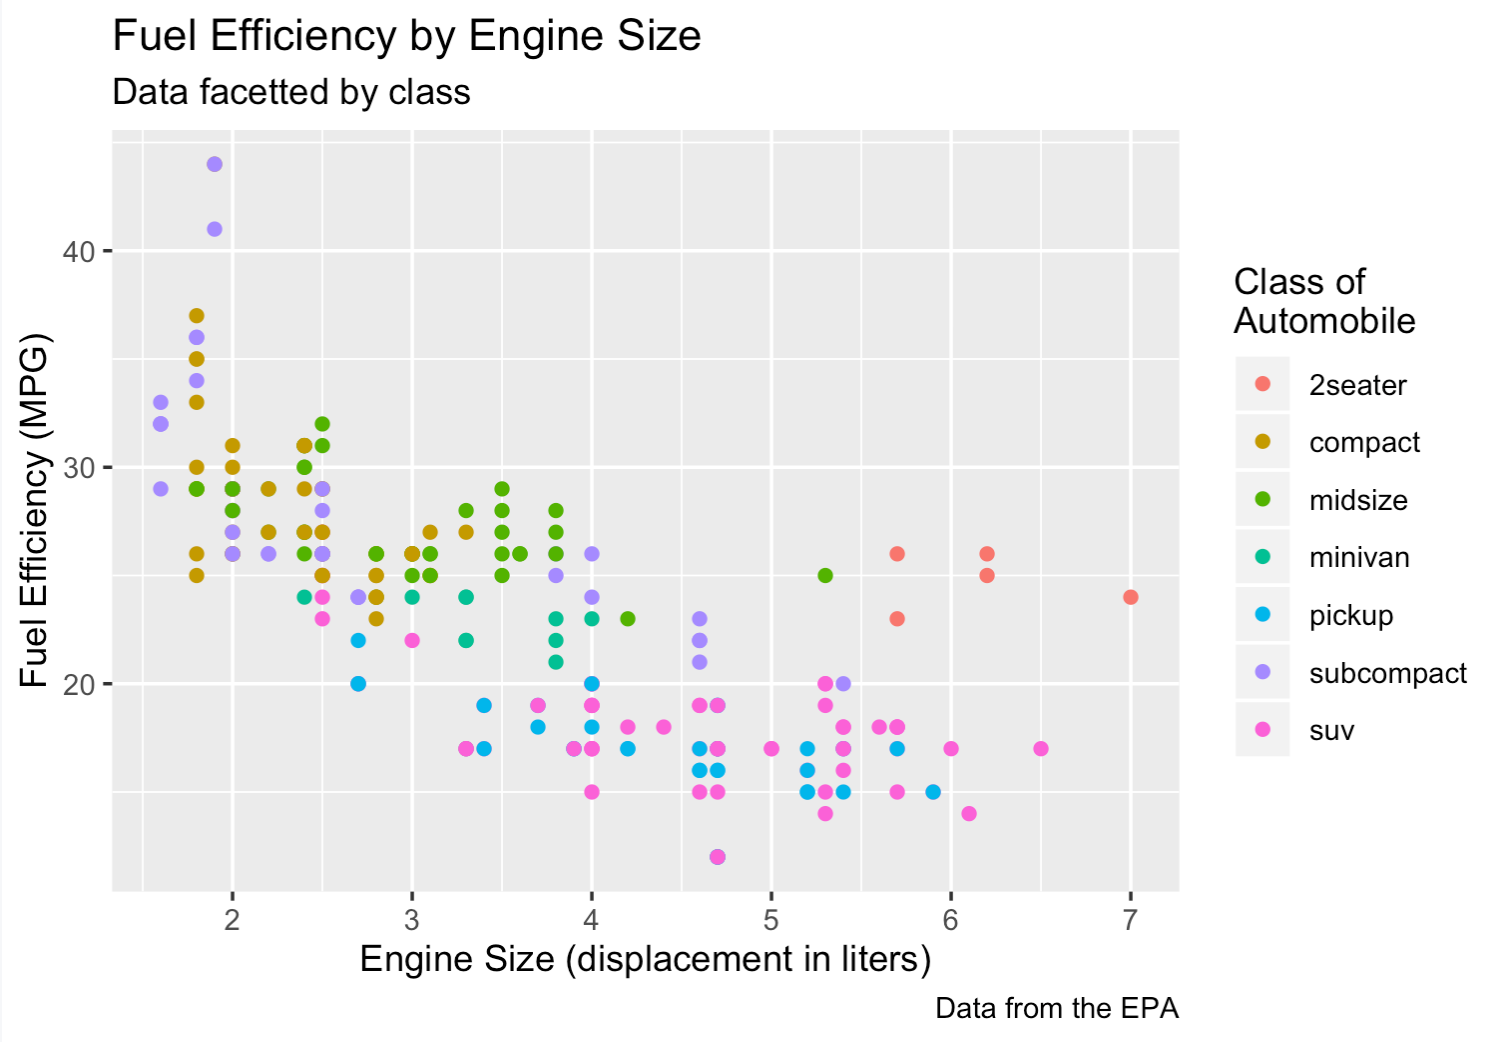 Fuel Efficiency by Engine Size
Data facetted by class
Fuel Efficiency (MPG)
40
30
20
2 3 4 5 6 7
Engine Size (displacement in liters)
Data from the EPA
Class of
Automobile
2seater
compact
midsize
minivan
pickup
subcompact
suv